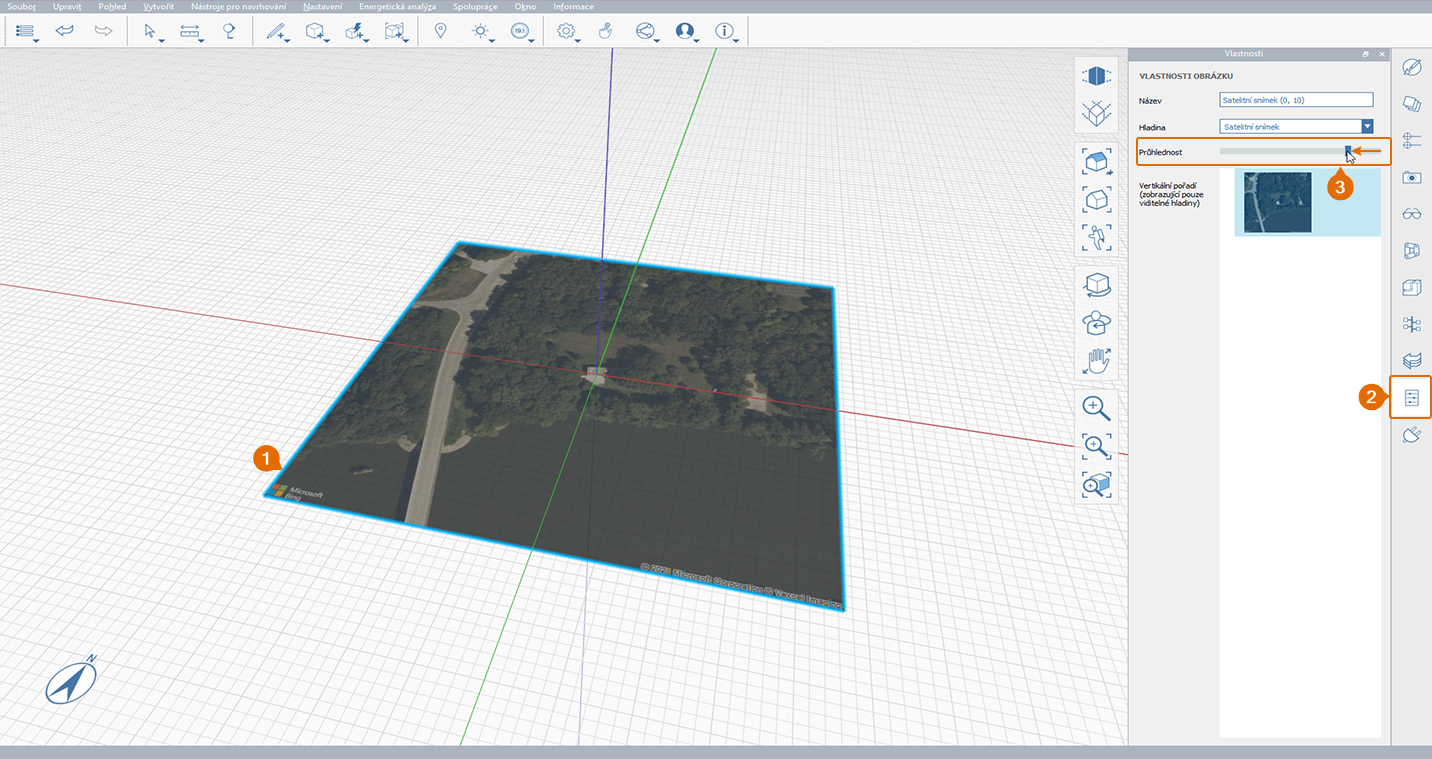 Soubor Upravit Pohled Vytvořit Nástroje pro navrhování Nastavení Energetická analýza Spolupráce Okno Informace
19.1
Vlastnosti
VLASTNOSTI OBRÁZKU
Název Satelitní snímek (0, 10)
Hladina Satelitní snímek
Průhlednost
3
Vertikální pořadí
(zobrazující pouze
viditelné hladiny)
2
1
Microsoft
Bing
Microsoft Corporation © Vexcel Imaging
N